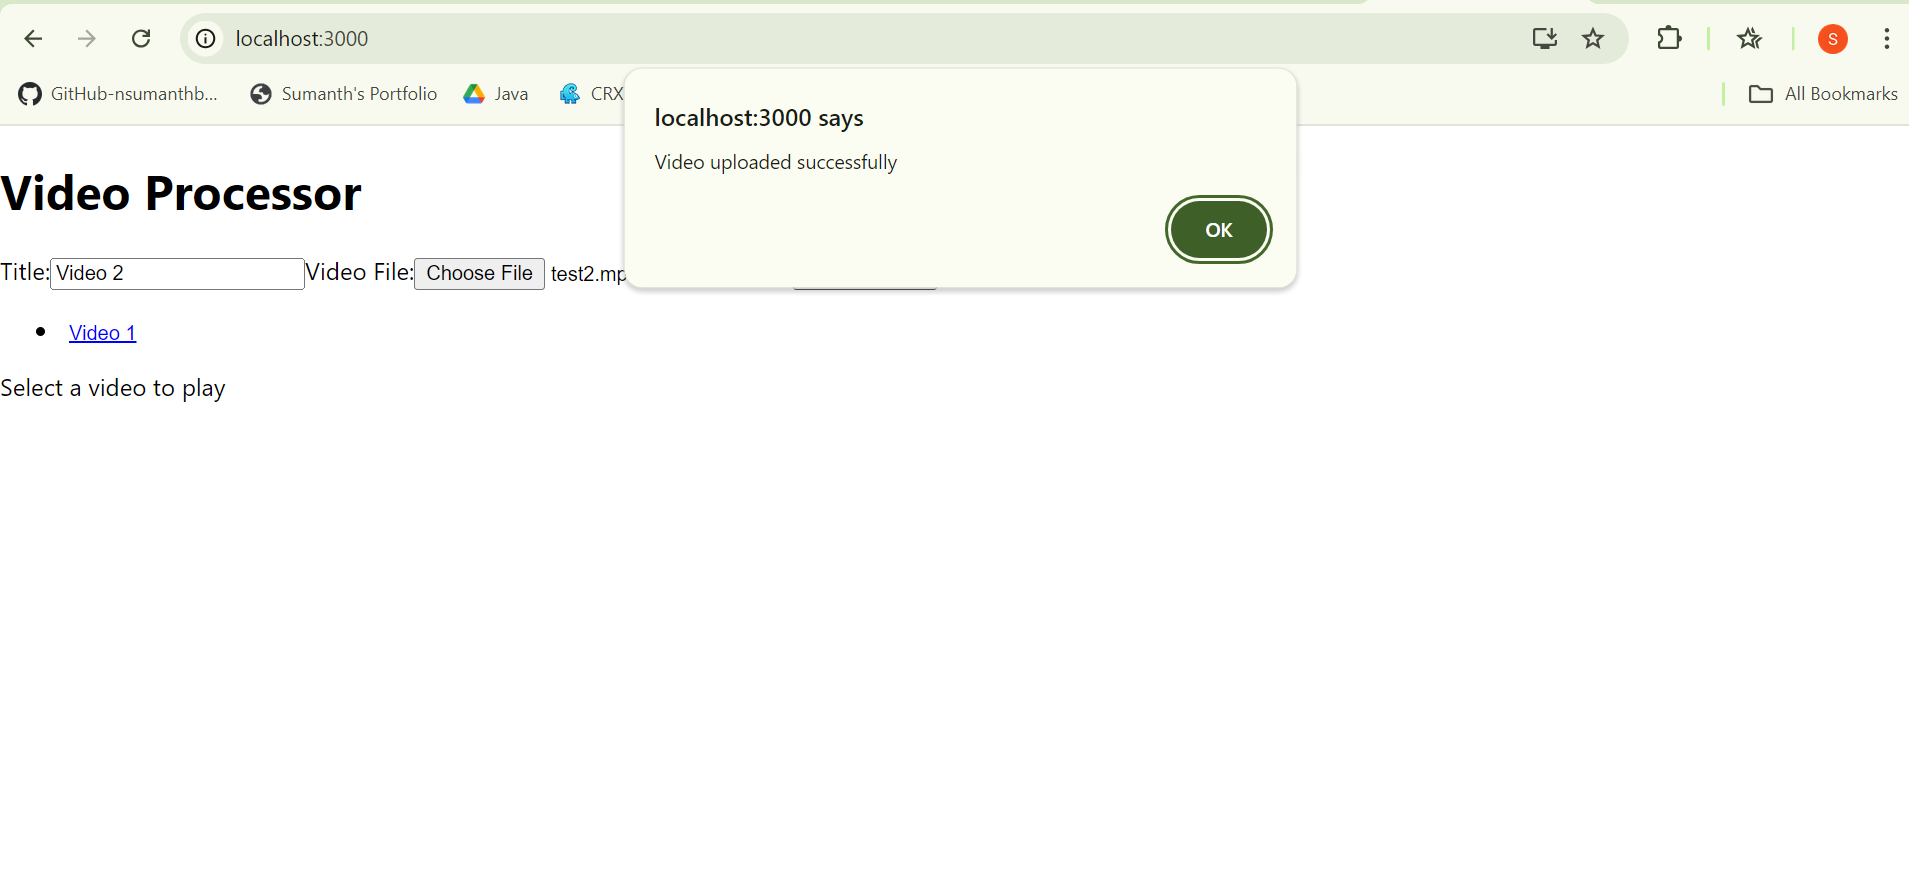 localhost:3000
GitHub-nsumanthb...
Sumanth's Portfolio
Java
CRX
All Bookmarks
S
localhost:3000 says
Video uploaded successfully
OK
Video Processor
Title: Video 2 Video File: Choose File test2.mp
Video 1
Select a video to play